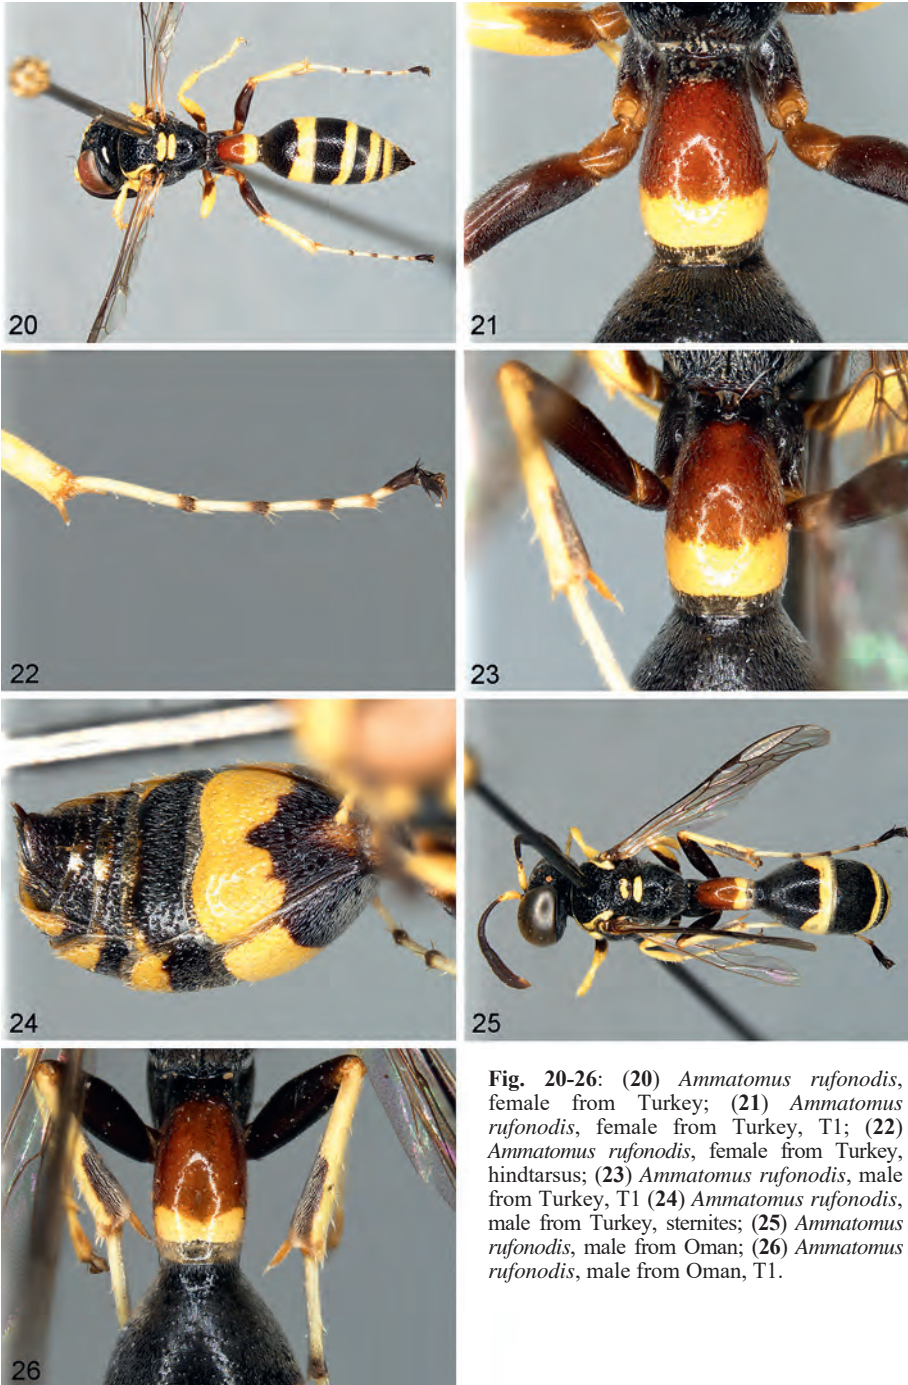 20
21
22
23
24
25
26
Fig. 20-26: (20) Ammatomus rufonodis,
female from Turkey; (21) Ammatomus
rufonodis, female from Turkey, T1; (22)
Ammatomus rufonodis, female from Turkey,
hindtarsus; (23) Ammatomus rufonodis, male
from Turkey, T1 (24) Ammatomus rufonodis,
male from Turkey, sternites; (25) Ammatomus
rufonodis, male from Oman; (26) Ammatomus
rufonodis, male from Oman, T1.